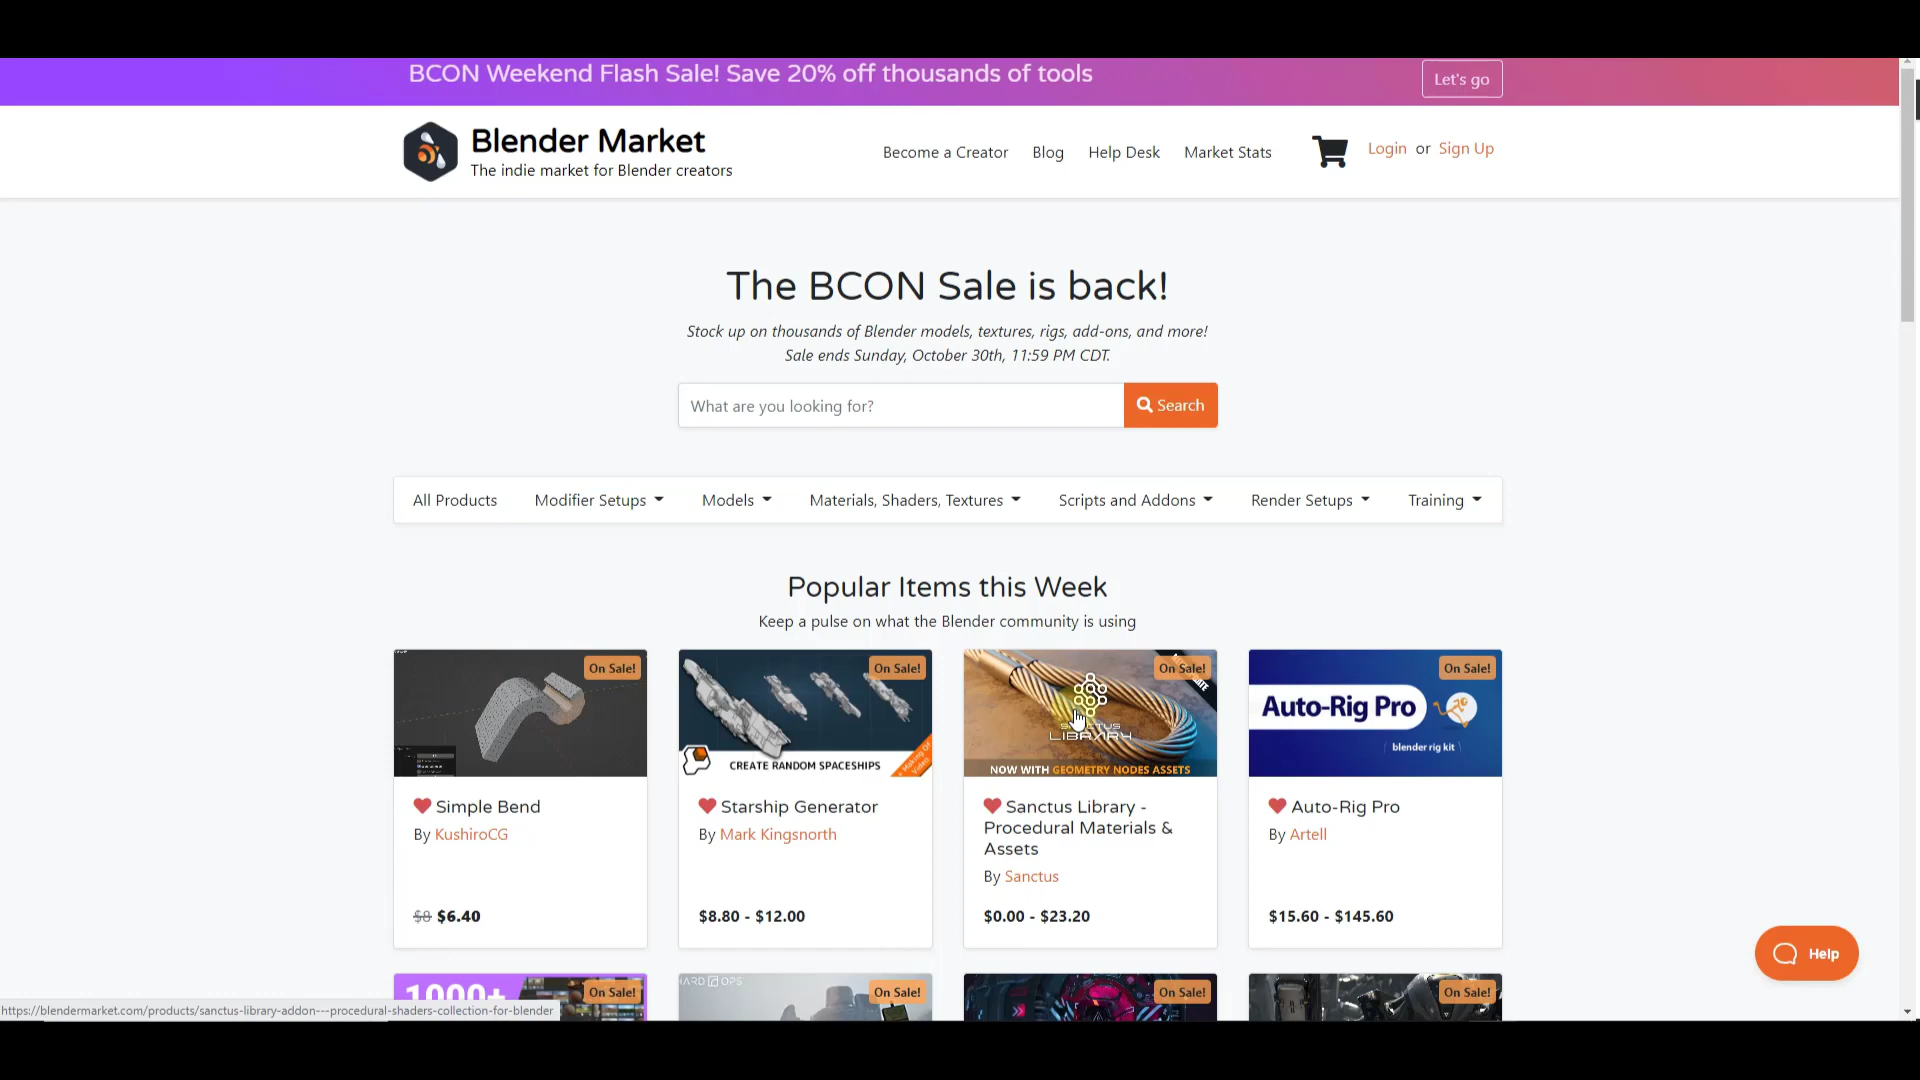 BCON Weekend Flash Sale! Save 20% off thousands of tools
Let's go
Blender Market
The indie market for Blender creators
Become a Creator
Blog
Help Desk
Market Stats
Login or Sign Up
The BCON Sale is back!
Stock up on thousands of Blender models, textures, rigs, add-ons, and more!
Sale ends Sunday, October 30th, 11:59 PM CDT.
What are you looking for?
Search
All Products
Modifier Setups
Models
Materials, Shaders, Textures
Scripts and Addons
Render Setups
Training
Popular Items this Week
Keep a pulse on what the Blender community is using
On Sale!
Simple Bend
By KushiroCG
$8 $6.40
On Sale!
CREATE RANDOM SPACESHIPS
+ Making Of Video
Starship Generator
By Mark Kingsnorth
$8.80 - $12.00
On Sale!
LIBRARY
NOW WITH GEOMETRY NODES ASSETS
Sanctus Library -
Procedural Materials &
Assets
By Sanctus
$0.00 - $23.20
On Sale!
Auto-Rig Pro
blender rig kit
Auto-Rig Pro
By Artell
$15.60 - $145.60
1000+
On Sale!
HARD OPS
On Sale!
On Sale!
On Sale!
Help
https://blendermarket.com/products/sanctus-library-addon---procedural-shaders-collection-for-blender